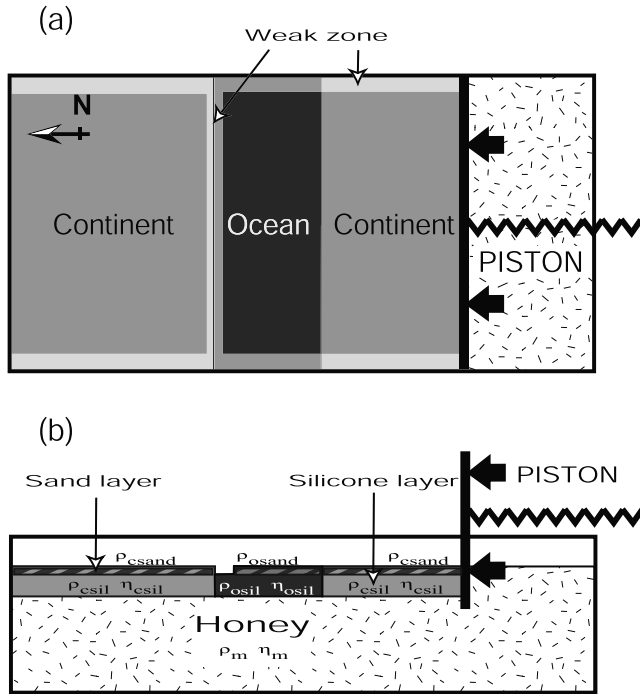 (a)
Weak zone
N
Continent
Ocean
Continent
PISTON
(b)
Sand layer
Silicone layer
PISTON
ρcsand
ρosand
ρcsand
ρcsil ηcsil
ρosil ηosil
ρcsil ηcsil
Honey
ρm ηm